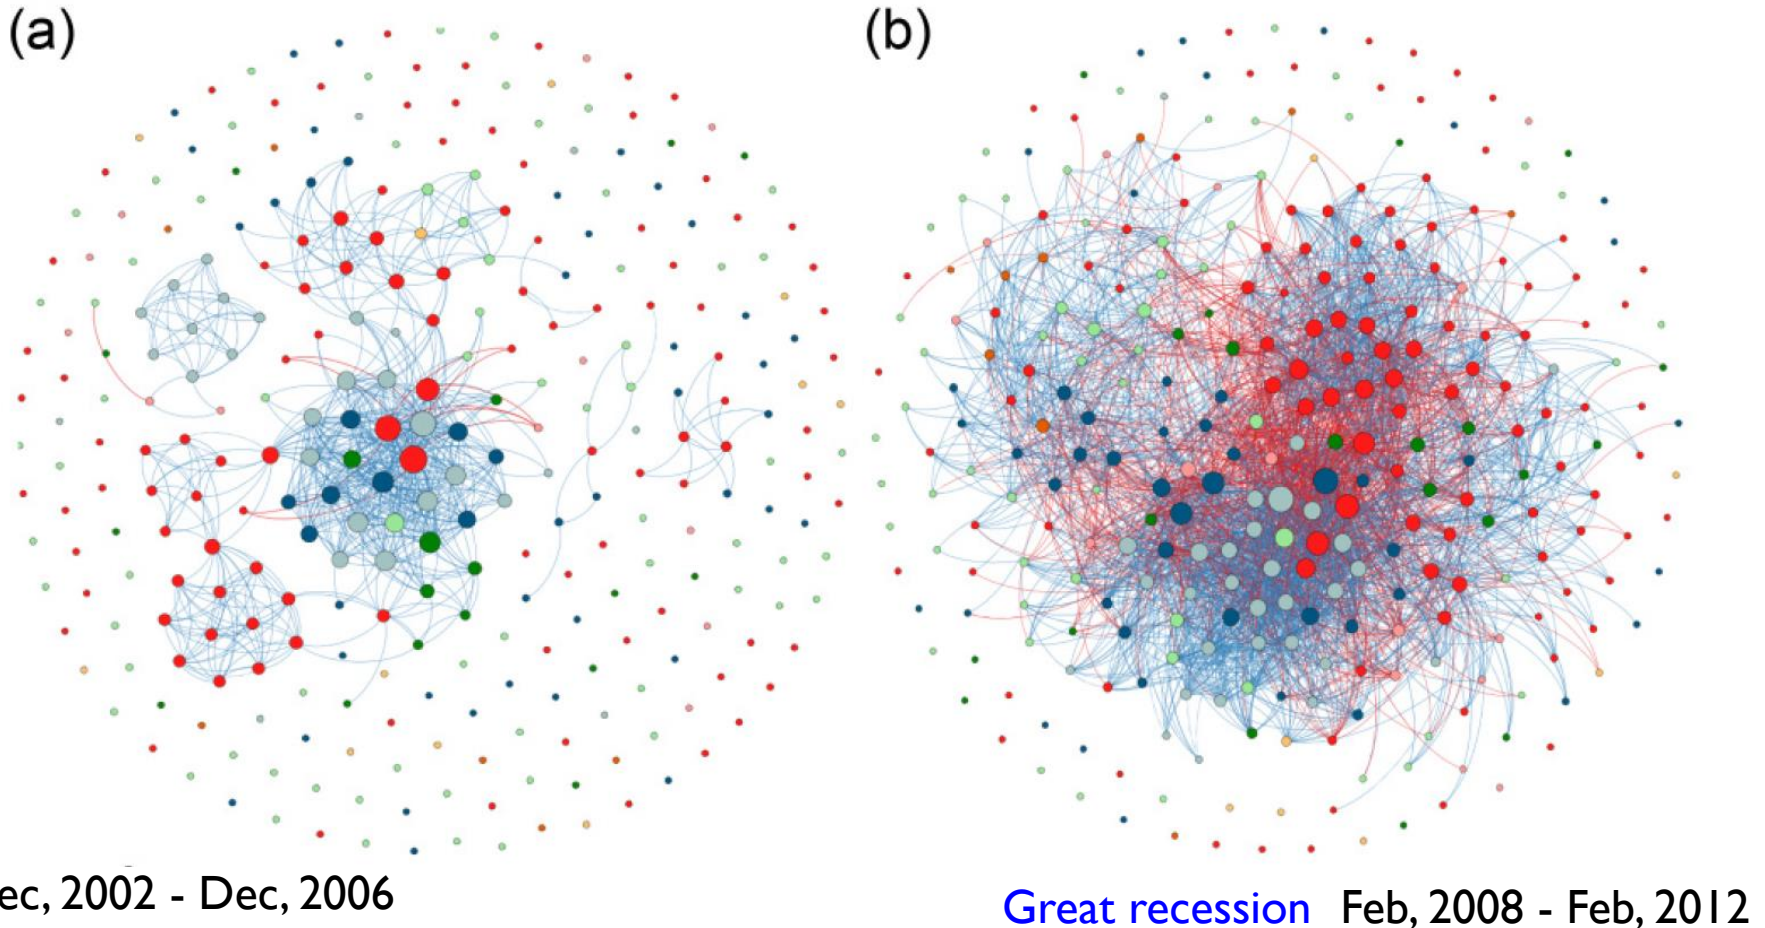 (a)
(b)
ec, 2002 - Dec, 2006
Great recession Feb, 2008 - Feb, 2012